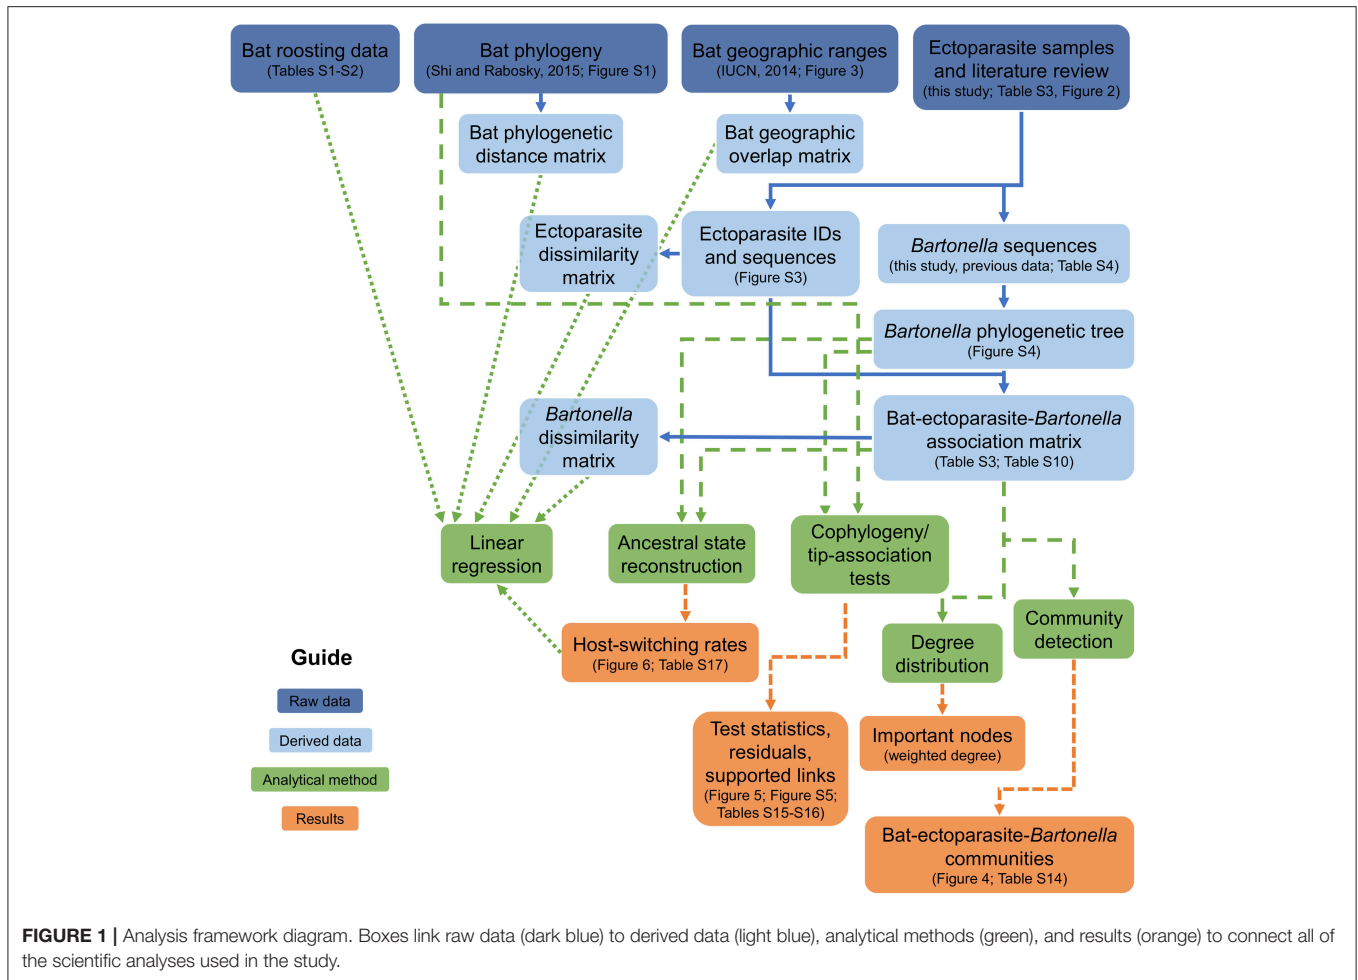 Bat roosting data
(Tables S1-S2)
Bat phylogeny
(Shi and Rabosky, 2015; Figure S1)
Bat geographic ranges
(IUCN, 2014; Figure 3)
Ectoparasite samples
and literature review
(this study; Table S3, Figure 2)
Bat phylogenetic
distance matrix
Bat geographic
overlap matrix
Ectoparasite
dissimilarity
matrix
Ectoparasite IDs
and sequences
(Figure S3)
Bartonella sequences
(this study, previous data; Table S4)
Bartonella phylogenetic tree
(Figure S4)
Bartonella
dissimilarity
matrix
Bat-ectoparasite-Bartonella
association matrix
(Table S3; Table S10)
Linear
regression
Ancestral state
reconstruction
Cophylogeny/
tip-association
tests
Degree
distribution
Community
detection
Host-switching rates
(Figure 6; Table S17)
Test statistics,
residuals,
supported links
(Figure 5; Figure S5;
Tables S15-S16)
Important nodes
(weighted degree)
Bat-ectoparasite-Bartonella
communities
(Figure 4; Table S14)
Guide
Raw data
Derived data
Analytical method
Results
FIGURE 1 | Analysis framework diagram. Boxes link raw data (dark blue) to derived data (light blue), analytical methods (green), and results (orange) to connect all of
the scientific analyses used in the study.